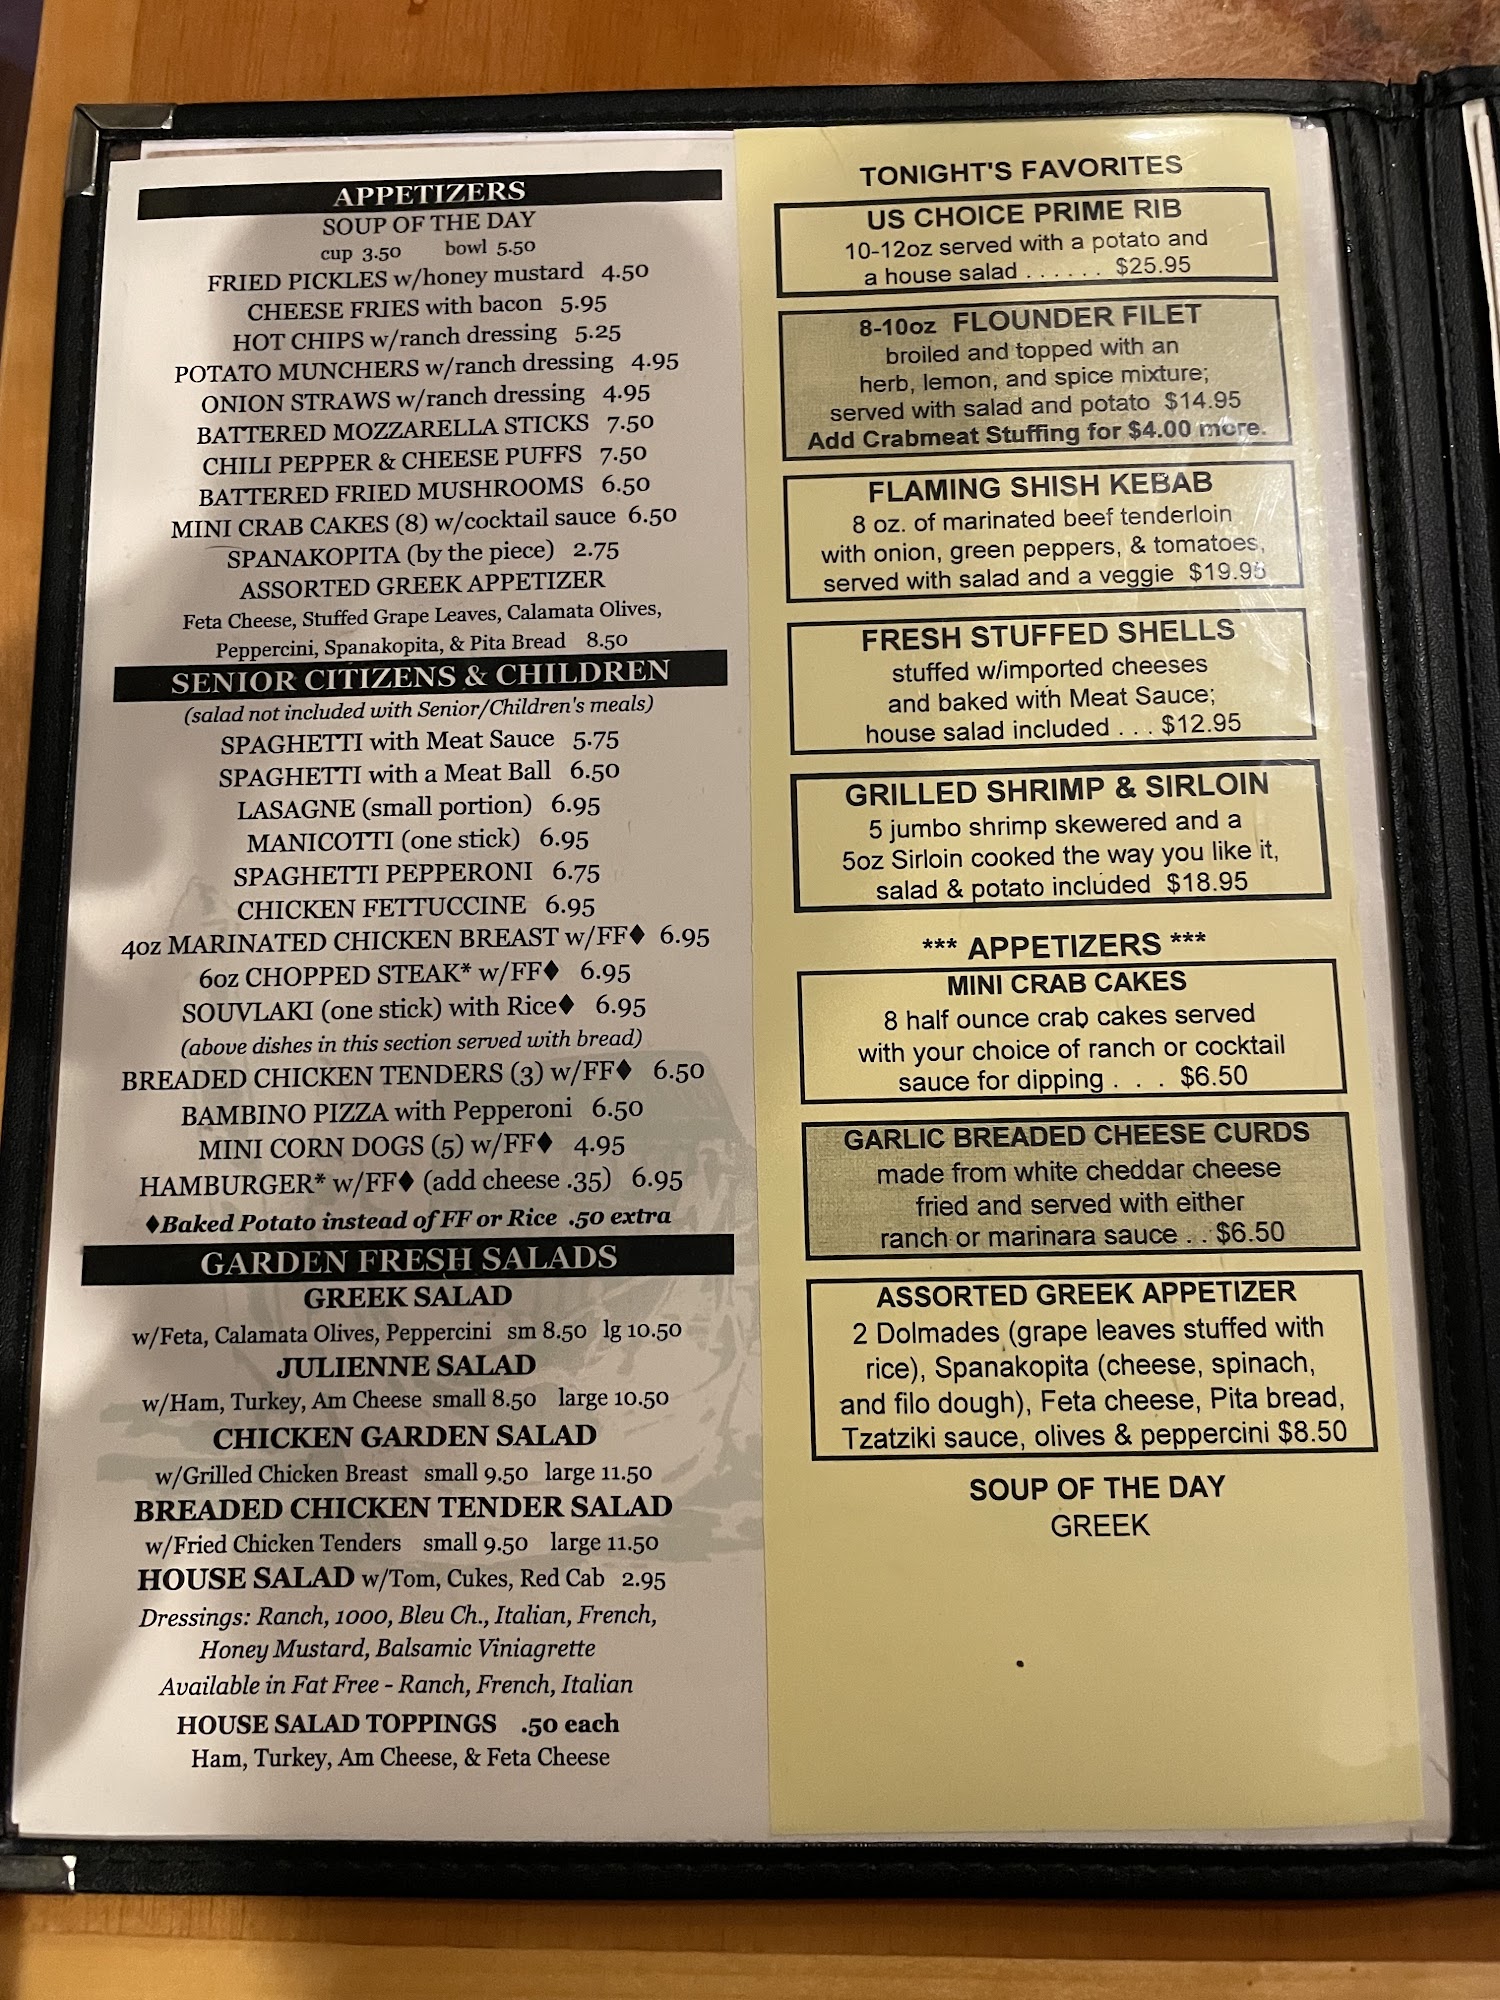 APPETIZERS
SOUP OF THE DAY
cup 3.50 bowl 5.50
FRIED PICKLES w/honey mustard 4.50
CHEESE FRIES with bacon 5.95
HOT CHIPS w/ranch dressing 5.25
POTATO MUNCHERS w/ranch dressing 4.95
ONION STRAWS w/ranch dressing 4.95
BATTERED MOZZARELLA STICKS 7.50
CHILI PEPPER & CHEESE PUFFS 7.50
BATTERED FRIED MUSHROOMS 6.50
MINI CRAB CAKES (8) w/cocktail sauce 6.50
SPANAKOPITA (by the piece) 2.75
ASSORTED GREEK APPETIZER
Feta Cheese, Stuffed Grape Leaves, Calamata Olives,
Peppercini, Spanakopita, & Pita Bread 8.50
SENIOR CITIZENS & CHILDREN
(salad not included with Senior/Children's meals)
SPAGHETTI with Meat Sauce 5.75
SPAGHETTI with a Meat Ball 6.50
LASAGNE (small portion) 6.95
MANICOTTI (one stick) 6.95
SPAGHETTI PEPPERONI 6.75
CHICKEN FETTUCCINE 6.95
4oz MARINATED CHICKEN BREAST w/FF♦ 6.95
6oz CHOPPED STEAK* w/FF♦ 6.95
SOUVLAKI (one stick) with Rice♦ 6.95
(above dishes in this section served with bread)
BREADED CHICKEN TENDERS (3) w/FF♦ 6.50
BAMBINO PIZZA with Pepperoni 6.50
MINI CORN DOGS (5) w/FF♦ 4.95
HAMBURGER* w/FF♦ (add cheese .35) 6.95
♦Baked Potato instead of FF or Rice .50 extra
GARDEN FRESH SALADS
GREEK SALAD
w/Feta, Calamata Olives, Peppercini sm 8.50 lg 10.50
JULIENNE SALAD
w/Ham, Turkey, Am Cheese small 8.50 large 10.50
CHICKEN GARDEN SALAD
w/Grilled Chicken Breast small 9.50 large 11.50
BREADED CHICKEN TENDER SALAD
w/Fried Chicken Tenders small 9.50 large 11.50
HOUSE SALAD w/Tom, Cukes, Red Cab 2.95
Dressings: Ranch, 1000, Bleu Ch., Italian, French,
Honey Mustard, Balsamic Viniagrette
Available in Fat Free - Ranch, French, Italian
HOUSE SALAD TOPPINGS .50 each
Ham, Turkey, Am Cheese, & Feta Cheese
TONIGHT'S FAVORITES
US CHOICE PRIME RIB
10-12oz served with a potato and
a house salad . . . . . . $25.95
8-10oz FLOUNDER FILET
broiled and topped with an
herb, lemon, and spice mixture;
served with salad and potato $14.95
Add Crabmeat Stuffing for $4.00 more.
FLAMING SHISH KEBAB
8 oz. of marinated beef tenderloin
with onion, green peppers, & tomatoes,
served with salad and a veggie $19.95
FRESH STUFFED SHELLS
stuffed w/imported cheeses
and baked with Meat Sauce;
house salad included . . . $12.95
GRILLED SHRIMP & SIRLOIN
5 jumbo shrimp skewered and a
5oz Sirloin cooked the way you like it,
salad & potato included $18.95
*** APPETIZERS ***
MINI CRAB CAKES
8 half ounce crab cakes served
with your choice of ranch or cocktail
sauce for dipping . . . $6.50
GARLIC BREADED CHEESE CURDS
made from white cheddar cheese
fried and served with either
ranch or marinara sauce . . $6.50
ASSORTED GREEK APPETIZER
2 Dolmades (grape leaves stuffed with
rice), Spanakopita (cheese, spinach,
and filo dough), Feta cheese, Pita bread,
Tzatziki sauce, olives & peppercini $8.50
SOUP OF THE DAY
GREEK